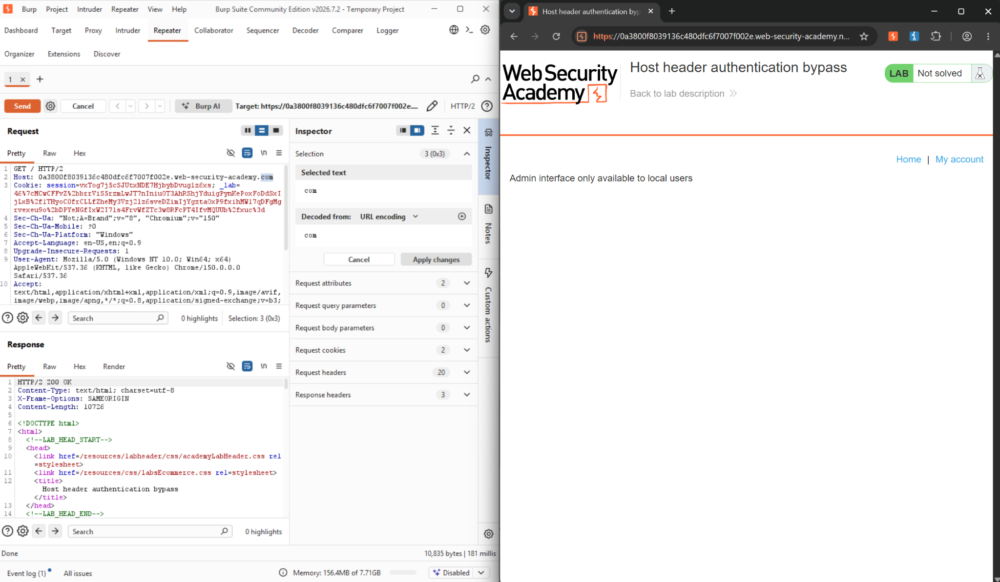 Burp Project Intruder Repeater View Help Burp Suite Community Edition v2026.7.2 - Temporary Project
Dashboard Target Proxy Intruder Repeater Collaborator Sequencer Decoder Comparer Logger
Organizer Extensions Discover
1
Send Cancel Burp AI Target: https://0a3800f8039136c480dfc6f7007f002e.... HTTP/2
Request
Pretty Raw Hex \n
1 GET / HTTP/2
2 Host: 0a3800f8039136c480dfc6f7007f002e.web-security-academy.com
3 Cookie: session=vxTog7j5cSJUtxNDE7HjbybDvuglz6xs; _lab=
46%7cMCwCFFvZ%2bbrrViS5rzmLwJT7nIniu0T3AhRShjYduigPynKePoxFoDdSxI
jLxB%2flTHyoC0frCLLfZheMy3Vzj2lz6sveDZimIjYgzta0xP9fxihMW17qDFgMg
rvexeu9o%2bDPYeNGfIxW2I7ls4FrvWfZTc3w8RFcPT4IfvMQUUb%2fxuc%3d
4 Sec-Ch-Ua: "Not;A=Brand";v="8", "Chromium";v="150"
5 Sec-Ch-Ua-Mobile: ?0
6 Sec-Ch-Ua-Platform: "Windows"
7 Accept-Language: en-US,en;q=0.9
8 Upgrade-Insecure-Requests: 1
9 User-Agent: Mozilla/5.0 (Windows NT 10.0; Win64; x64)
AppleWebKit/537.36 (KHTML, like Gecko) Chrome/150.0.0.0
Safari/537.36
10 Accept:
text/html,application/xhtml+xml,application/xml;q=0.9,image/avif,
image/webp,image/apng,*/*;q=0.8,application/signed-exchange;v=b3;
Search 0 highlights Selection: 3 (0x3)
Response
Pretty Raw Hex Render \n
1 HTTP/2 200 OK
2 Content-Type: text/html; charset=utf-8
3 X-Frame-Options: SAMEORIGIN
4 Content-Length: 10726
5
6 <!DOCTYPE html>
7 <html>
8 <!--LAB_HEAD_START-->
9 <head>
10 <link href=/resources/labheader/css/academyLabHeader.css rel
=stylesheet>
11 <link href=/resources/css/labsEcommerce.css rel=stylesheet>
12 <title>
Host header authentication bypass
</title>
13 </head>
14 <!--LAB_HEAD_END-->
Search 0 highlights
Done 10,835 bytes | 181 millis
Event log (1) All issues Memory: 156.4MB of 7.71GB Disabled
Inspector
Selection 3 (0x3)
Selected text
com
Decoded from: URL encoding
com
Cancel Apply changes
Request attributes 2
Request query parameters 0
Request body parameters 0
Request cookies 2
Request headers 20
Response headers 3
Inspector
Notes
Custom actions
Host header authentication byp
https://0a3800f8039136c480dfc6f7007f002e.web-security-academy.n...
Web Security
Academy
Host header authentication bypass
Back to lab description
LAB Not solved
Home | My account
Admin interface only available to local users